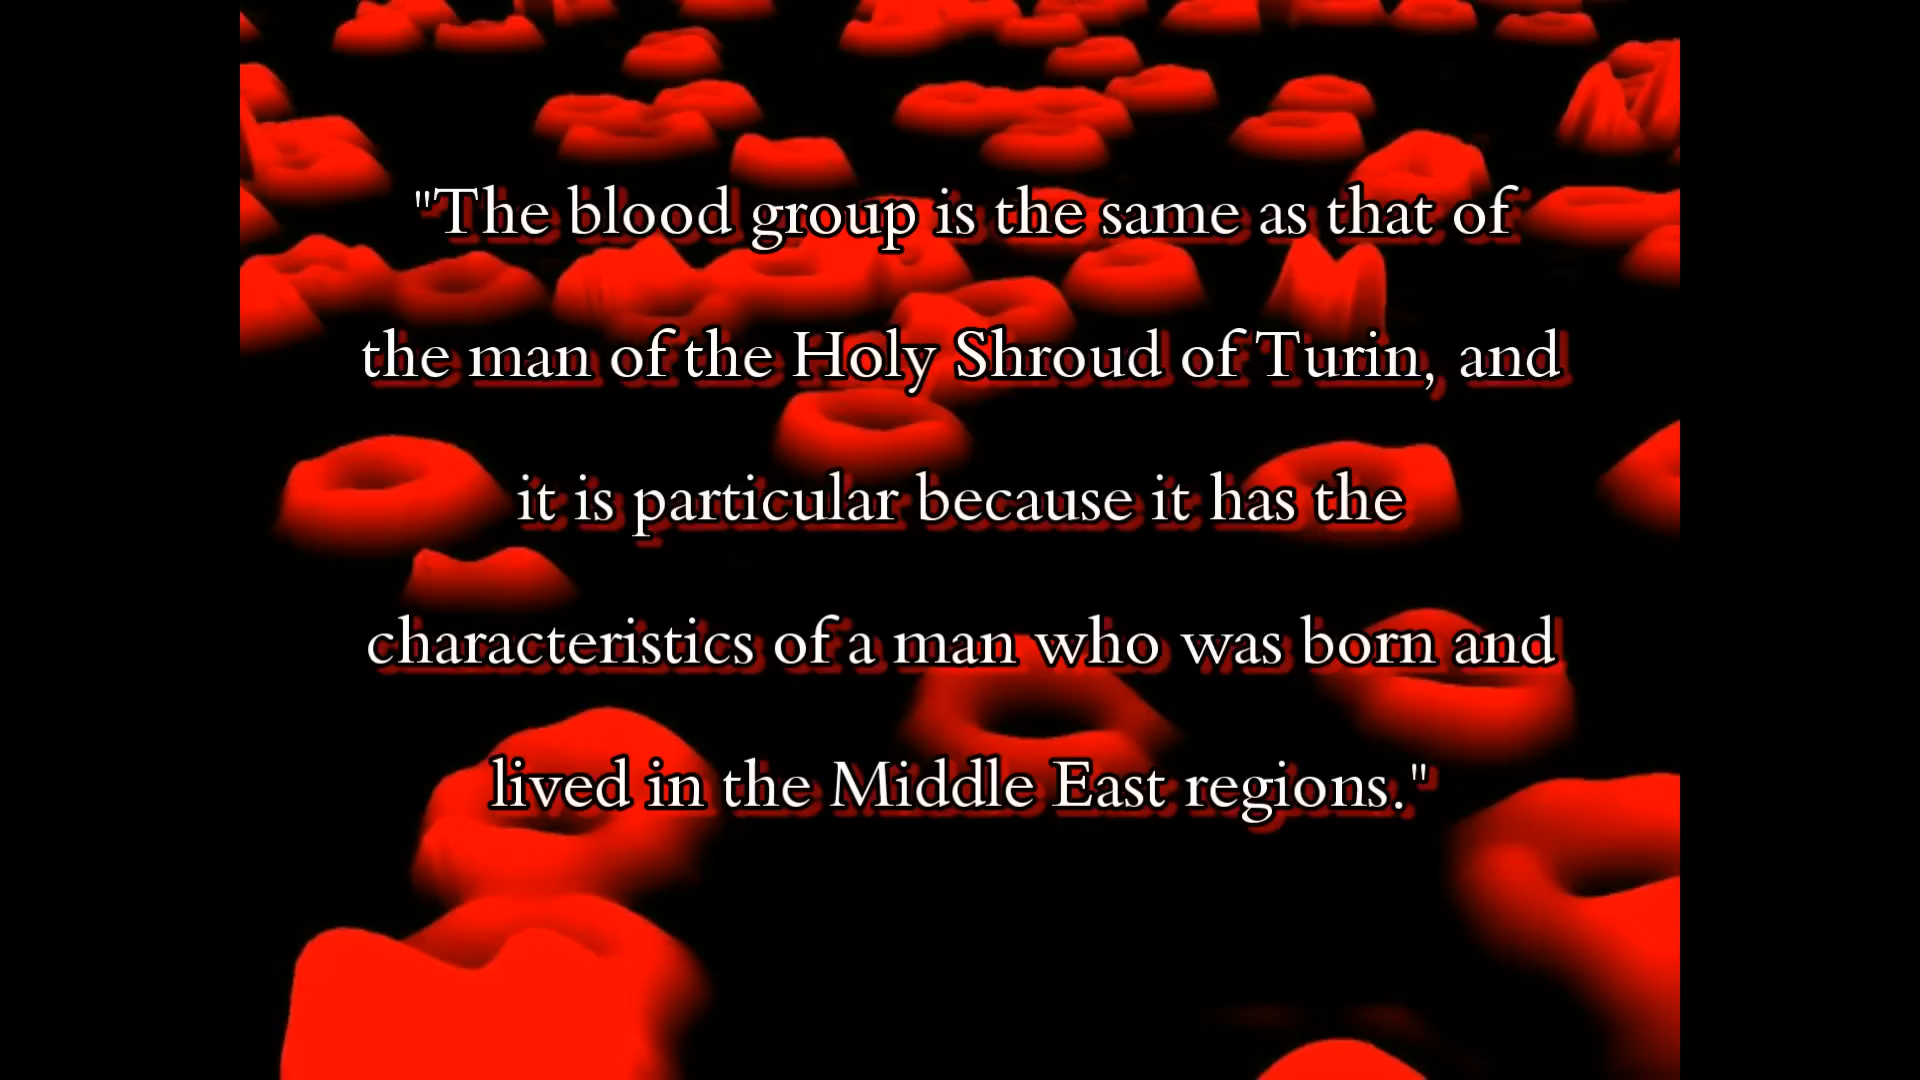 "The blood group is the same as that of
the man of the Holy Shroud of Turin, and
it is particular because it has the
characteristics of a man who was born and
lived in the Middle East regions."